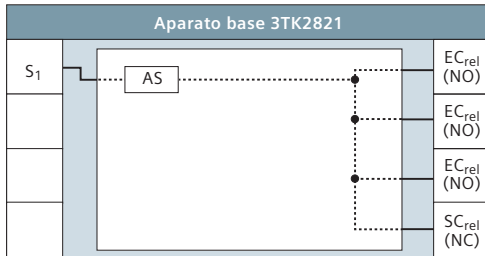 Aparato base 3TK2821
S1
AS
ECrel
(NO)
ECrel
(NO)
ECrel
(NO)
SCrel
(NC)